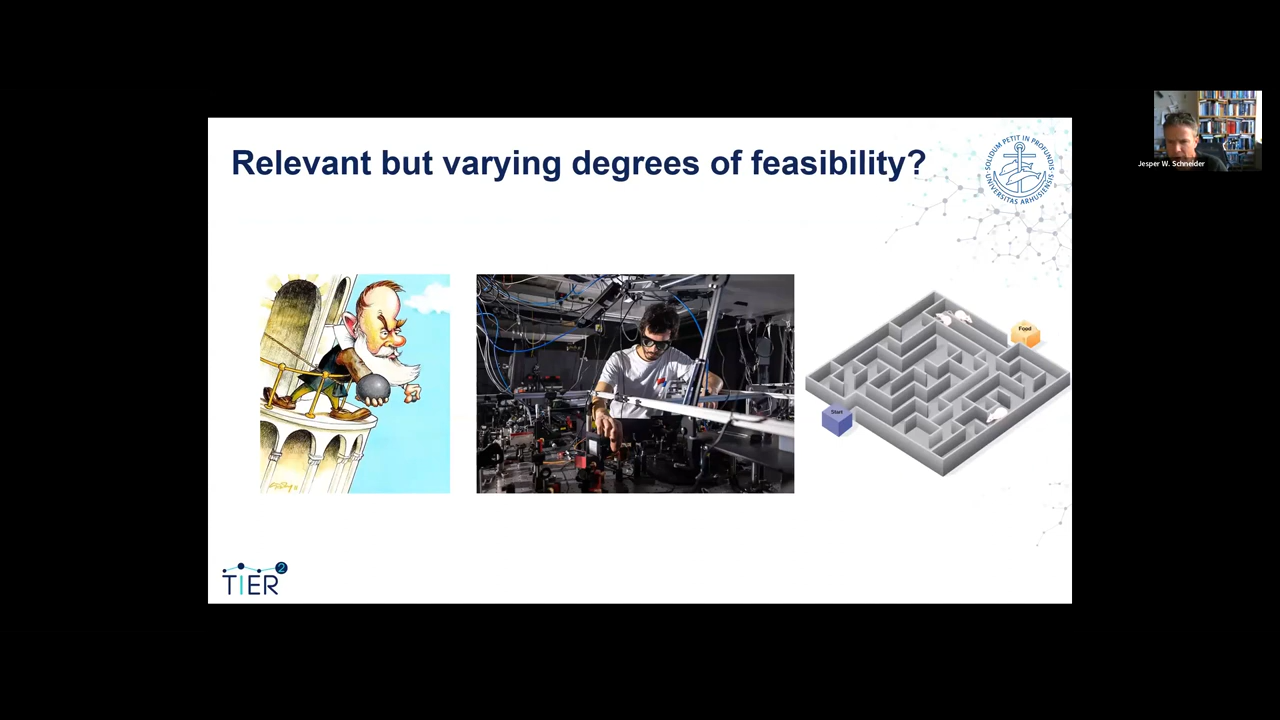 Relevant but varying degrees of feasibility?
SOLIDUM PETIT IN PROFUNDIS
UNIVERSITAS ARHUSIENSIS
Jesper W. Schneider
Food
Start
TIER2